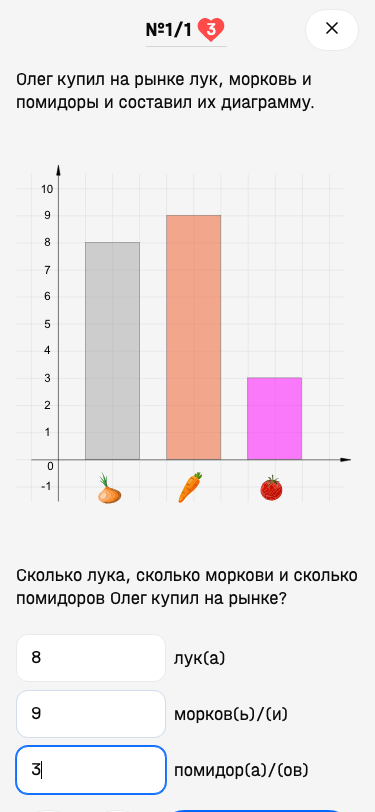 №1/1 3
Олег купил на рынке лук, морковь и
помидоры и составил их диаграмму.
10
9
8
7
6
5
4
3
2
1
0
-1
Сколько лука, сколько моркови и сколько
помидоров Олег купил на рынке?
8 лук(а)
9 морков(ь)/(и)
3 помидор(а)/(ов)